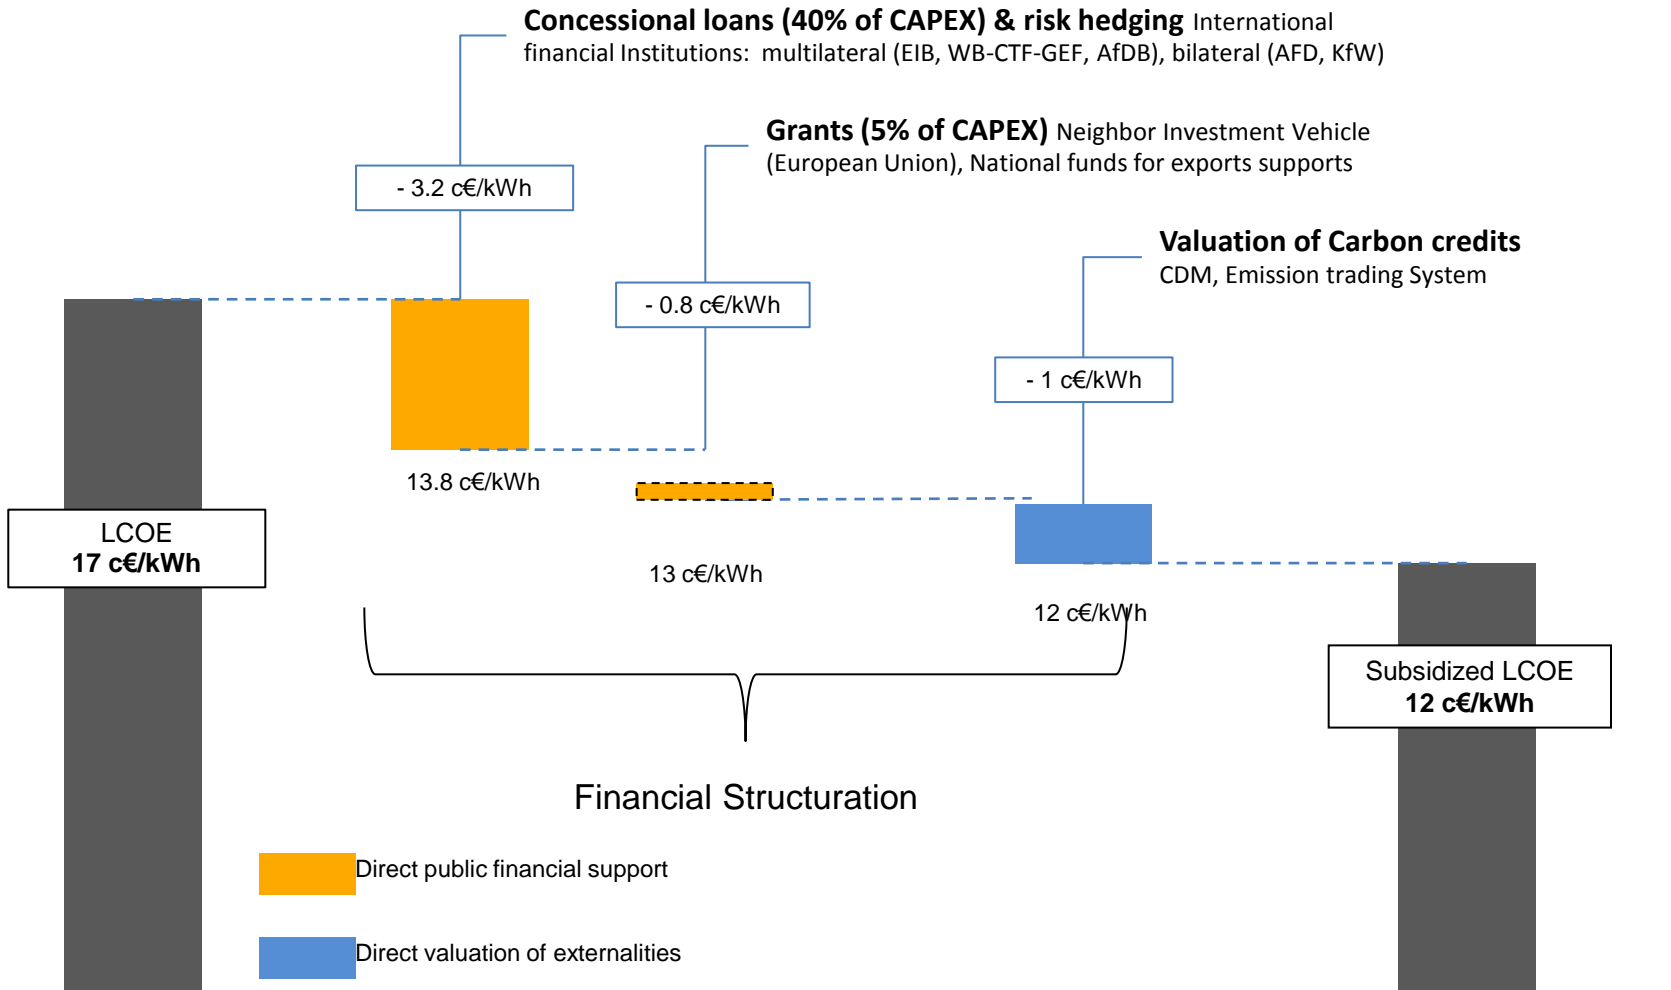 Concessional loans (40% of CAPEX) & risk hedging International
financial Institutions: multilateral (EIB, WB-CTF-GEF, AfDB), bilateral (AFD, KfW)
Grants (5% of CAPEX) Neighbor Investment Vehicle
(European Union), National funds for exports supports
- 3.2 c€/kWh
Valuation of Carbon credits
CDM, Emission trading System
- 0.8 c€/kWh
- 1 c€/kWh
13.8 c€/kWh
LCOE
17 c€/kWh
13 c€/kWh
12 c€/kWh
Subsidized LCOE
12 c€/kWh
Financial Structuration
Direct public financial support
Direct valuation of externalities